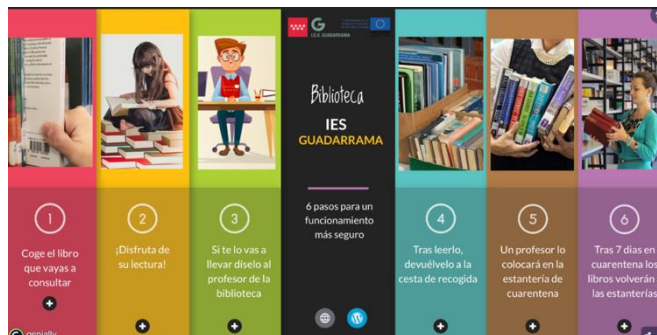 1
Coge el libro
que vayas a
consultar
2
¡Disfruta de
su lectura!
3
Si te lo vas a
llevar díselo al
profesor de la
biblioteca
G
I.E.S. GUADARRAMA
Biblioteca
IES
GUADARRAMA
6 pasos para un
funcionamiento
más seguro
4
Tras leerlo,
devuélvelo a la
cesta de recogida
5
Un profesor lo
colocará en la
estantería de
cuarentena
6
Tras 7 días en
cuarentena los
libros volverán
las estanterías
genially